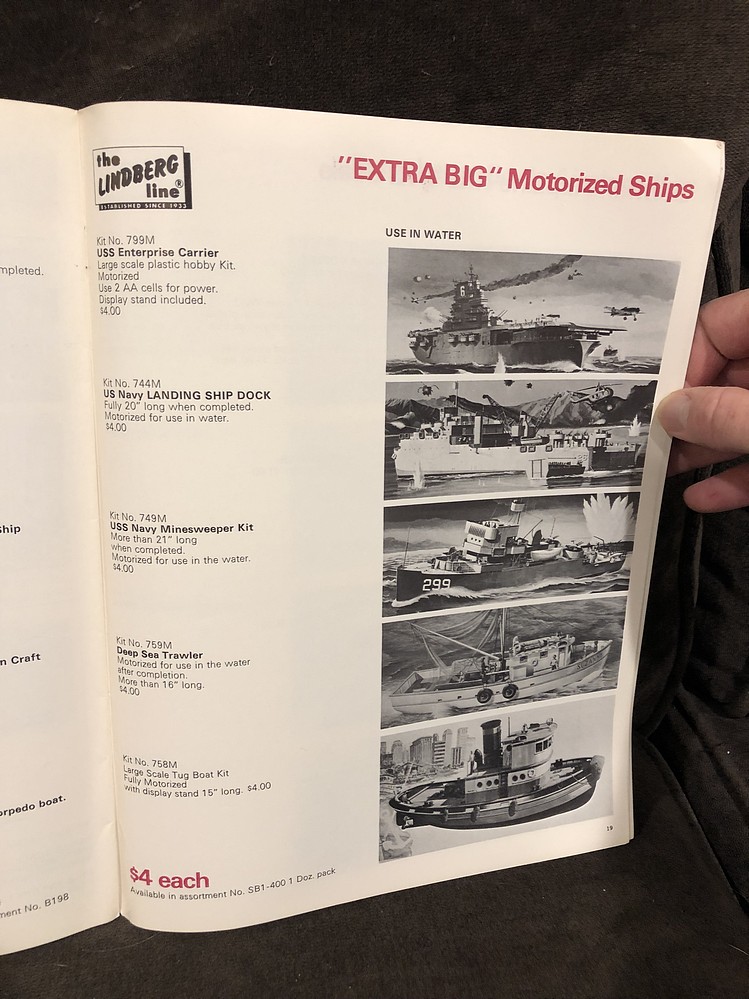 the
LINDBERG
line®
ESTABLISHED SINCE 1933
"EXTRA BIG" Motorized Ships
USE IN WATER
Kit No. 799M
USS Enterprise Carrier
Large scale plastic hobby Kit.
Motorized
Use 2 AA cells for power.
Display stand included.
$4.00
6
Kit No. 744M
US Navy LANDING SHIP DOCK
Fully 20" long when completed.
Motorized for use in water.
$4.00
Kit No. 749M
USS Navy Minesweeper Kit
More than 21" long
when completed.
Motorized for use in the water.
$4.00
299
Kit No. 759M
Deep Sea Trawler
Motorized for use in the water
after completion.
More than 16" long.
$4.00
Kit No. 758M
Large Scale Tug Boat Kit
Fully Motorized
with display stand 15" long. $4.00
$4 each
Available in assortment No. SB1-400 1 Doz. pack
19
mpleted.
ship
n Craft
orpedo boat.
ment No. B198